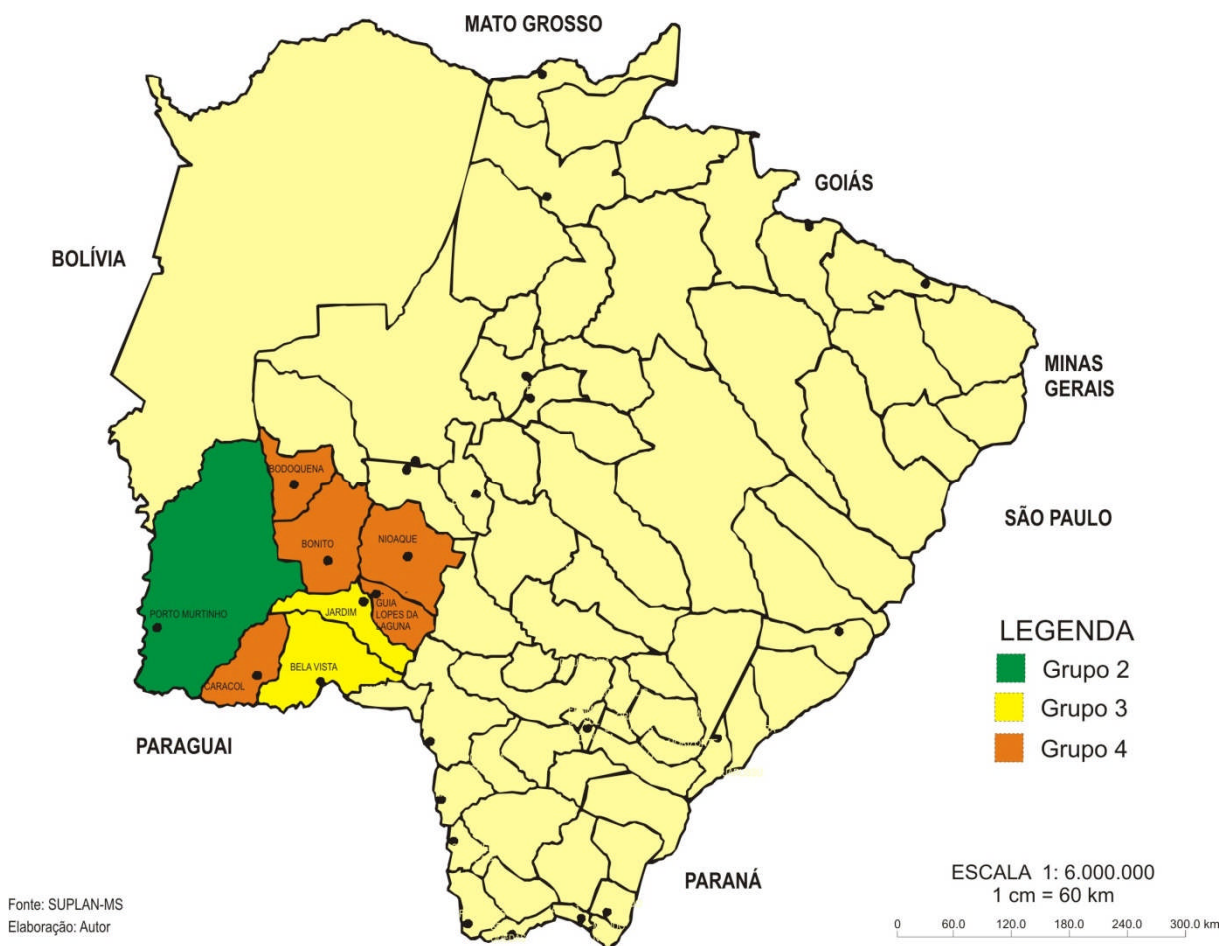 MATO GROSSO
GOIÁS
BOLÍVIA
MINAS
GERAIS
BODOQUENA
SÃO PAULO
BONITO
NIOAQUE
PORTO MURTINHO
JARDIM
GUIA
LOPES DA
LAGUNA
BELA VISTA
CARACOL
LEGENDA
Grupo 2
Grupo 3
Grupo 4
PARAGUAI
PARANÁ
ESCALA 1: 6.000.000
1 cm = 60 km
0 60.0 120.0 180.0 240.0 300.0 km
Fonte: SUPLAN-MS
Elaboração: Autor